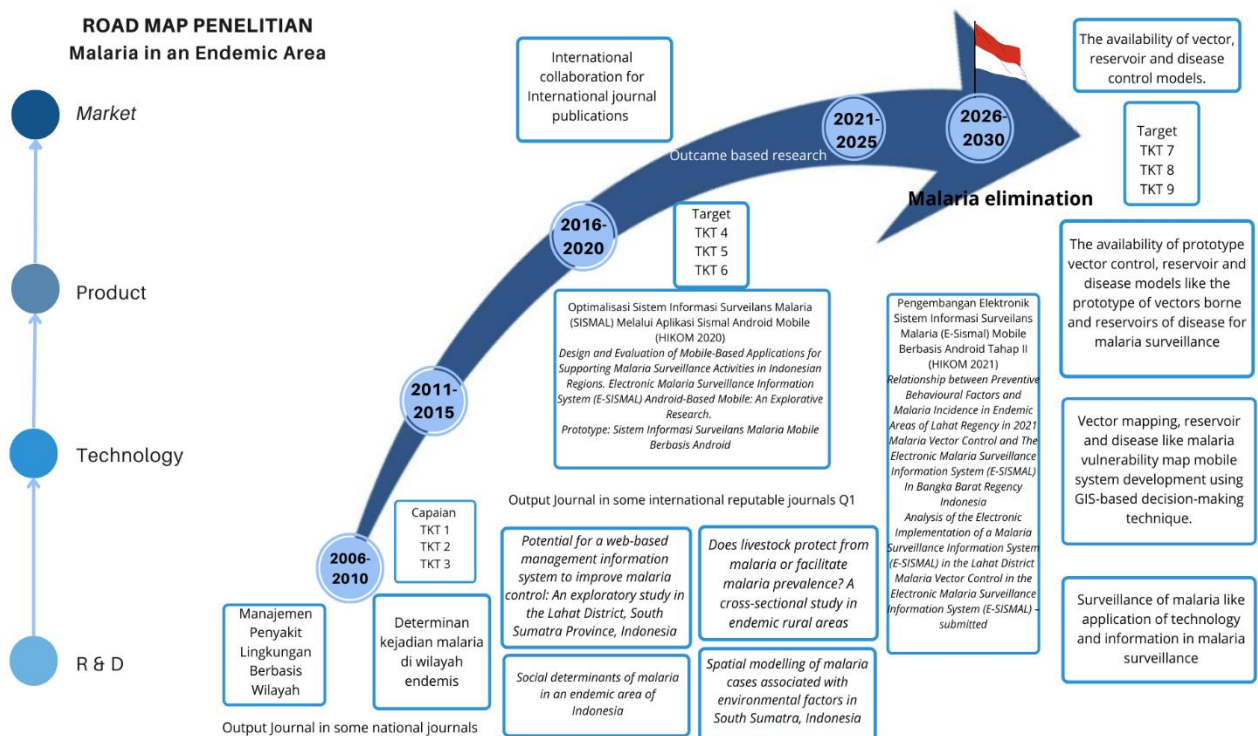 ROAD MAP PENELITIAN
Malaria in an Endemic Area
Market
Product
Technology
R & D
2006-
2010
2011-
2015
2016-
2020
2021-
2025
2026-
2030
Outcome based research
Malaria elimination
International
collaboration for
International journal
publications
Manajemen
Penyakit
Lingkungan
Berbasis
Wilayah
Capaian
TKT 1
TKT 2
TKT 3
Determinan
kejadian malaria
di wilayah
endemis
Output Journal in some national journals
Target
TKT 4
TKT 5
TKT 6
Optimalisasi Sistem Informasi Surveilans Malaria
(SISMAL) Melalui Aplikasi Sismal Android Mobile
(HIKOM 2020)
Design and Evaluation of Mobile-Based Applications for
Supporting Malaria Surveillance Activities in Indonesian
Regions. Electronic Malaria Surveillance Information
System (E-SISMAL) Android-Based Mobile: An Explorative
Research.
Prototype: Sistem Informasi Surveilans Malaria Mobile
Berbasis Android
Output Journal in some international reputable journals Q1
Potential for a web-based
management information
system to improve malaria
control: An exploratory study in
the Lahat District, South
Sumatra Province, Indonesia
Does livestock protect from
malaria or facilitate
malaria prevalence? A
cross-sectional study in
endemic rural areas
Social determinants of malaria
in an endemic area of
Indonesia
Spatial modelling of malaria
cases associated with
environmental factors in
South Sumatra, Indonesia
Pengembangan Elektronik
Sistem Informasi Surveilans
Malaria (E-Sismal) Mobile
Berbasis Android Tahap II
(HIKOM 2021)
Relationship between Preventive
Behavioural Factors and
Malaria Incidence in Endemic
Areas of Lahat Regency in 2021
Malaria Vector Control and The
Electronic Malaria Surveillance
Information System (E-SISMAL)
In Bangka Barat Regency
Indonesia
Analysis of the Electronic
Implementation of a Malaria
Surveillance Information System
(E-SISMAL) in the Lahat District
Malaria Vector Control in the
Electronic Malaria Surveillance
Information System (E-SISMAL) –
submitted
The availability of vector,
reservoir and disease
control models.
Target
TKT 7
TKT 8
TKT 9
The availability of prototype
vector control, reservoir and
disease models like the
prototype of vectors borne
and reservoirs of disease for
malaria surveillance
Vector mapping, reservoir
and disease like malaria
vulnerability map mobile
system development using
GIS-based decision-making
technique.
Surveillance of malaria like
application of technology
and information in malaria
surveillance